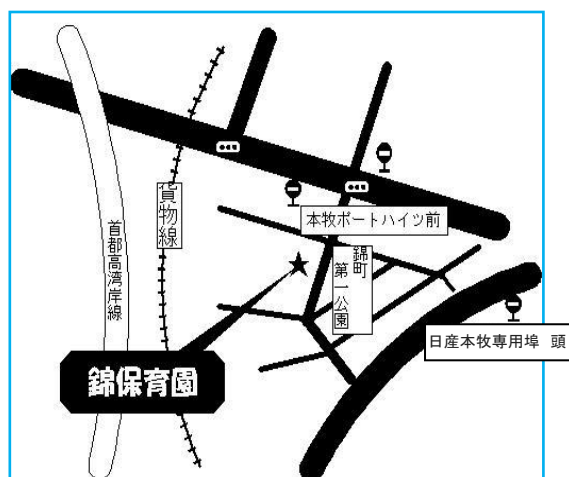 貨物線
本牧ポートハイツ前
首都高湾岸線
錦町
第一公園
日産本牧専用埠 頭
錦保育園